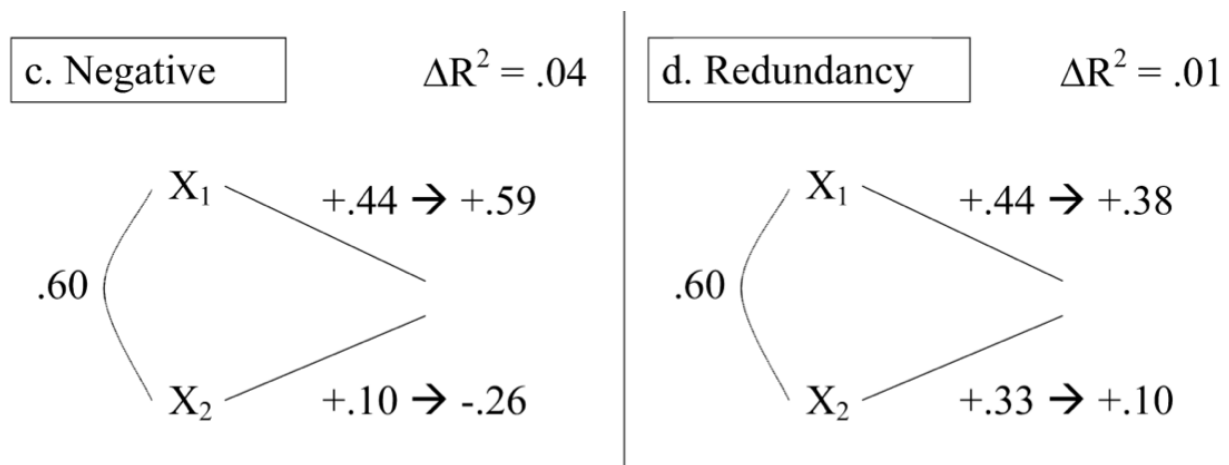 c. Negative
ΔR² = .04
X₁
+.44 → +.59
.60
X₂
+.10 → -.26
d. Redundancy
ΔR² = .01
X₁
+.44 → +.38
.60
X₂
+.33 → +.10